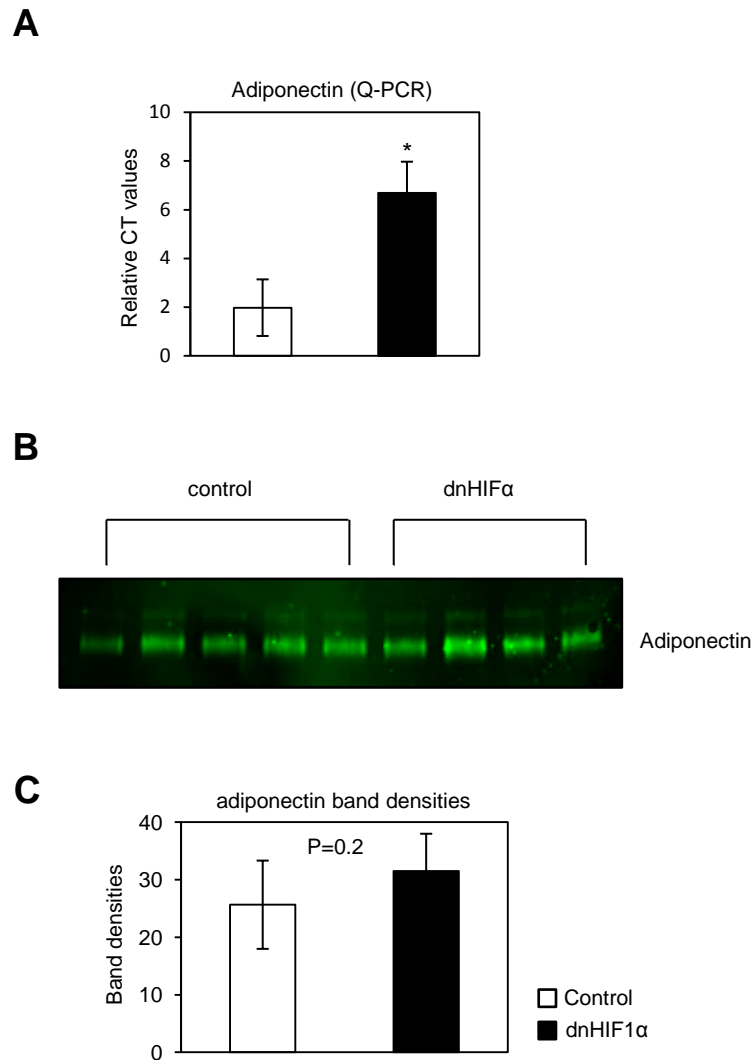 A
Adiponectin (Q-PCR)
Relative CT values
10
8
6
4
2
0
*
B
control dnHIFα
Adiponectin
C
adiponectin band densities
Band densities
40
30
20
10
0
P=0.2
Control
dnHIF1α